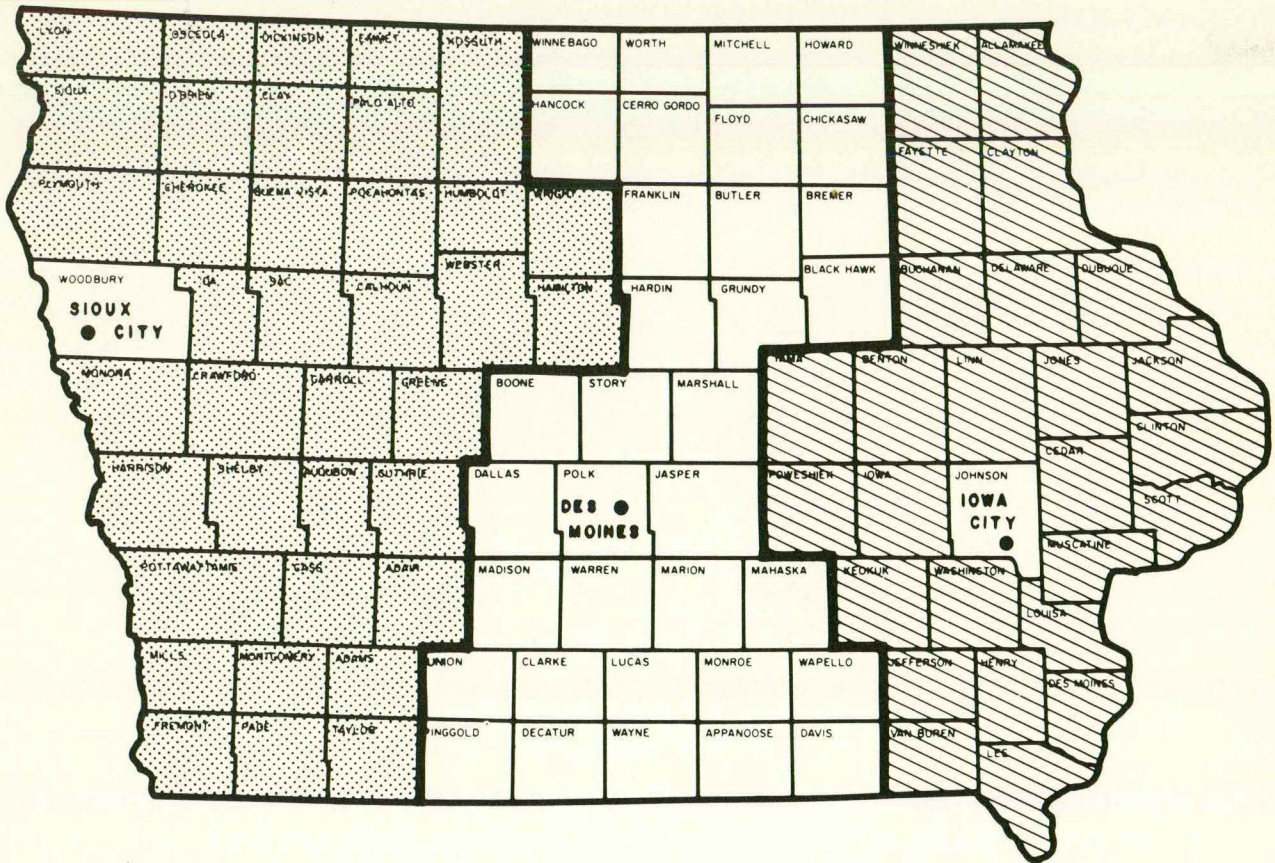 LYON OSCEOLA DICKINSON EMMET KOSSUTH WINNEBAGO WORTH MITCHELL HOWARD WINNESHIEK ALLAMAKEE
SIOUX O'BRIEN CLAY PALO ALTO HANCOCK CERRO GORDO FLOYD CHICKASAW
FAYETTE CLAYTON
PLYMOUTH CHEROKEE BUENA VISTA POCAHONTAS HUMBOLDT WRIGHT FRANKLIN BUTLER BREMER
WOODBURY IDA SAC CALHOUN WEBSTER HAMILTON HARDIN GRUNDY BLACK HAWK BUCHANAN DELAWARE DUBUQUE
SIOUX
CITY
MONONA CRAWFORD CARROLL GREENE BOONE STORY MARSHALL TAMA BENTON LINN JONES JACKSON
CLINTON
CEDAR
HARRISON SHELBY AUDUBON GUTHRIE DALLAS POLK JASPER POWESHIEK IOWA JOHNSON
SCOTT
DES
MOINES
IOWA
CITY
MUSCATINE
POTTAWATTAMIE CASS ADAIR MADISON WARREN MARION MAHASKA KEOKUK WASHINGTON
LOUISA
MILLS MONTGOMERY ADAMS UNION CLARKE LUCAS MONROE WAPELLO JEFFERSON HENRY DES MOINES
FREMONT PAGE TAYLOR RINGGOLD DECATUR WAYNE APPANOOSE DAVIS VAN BUREN LEE